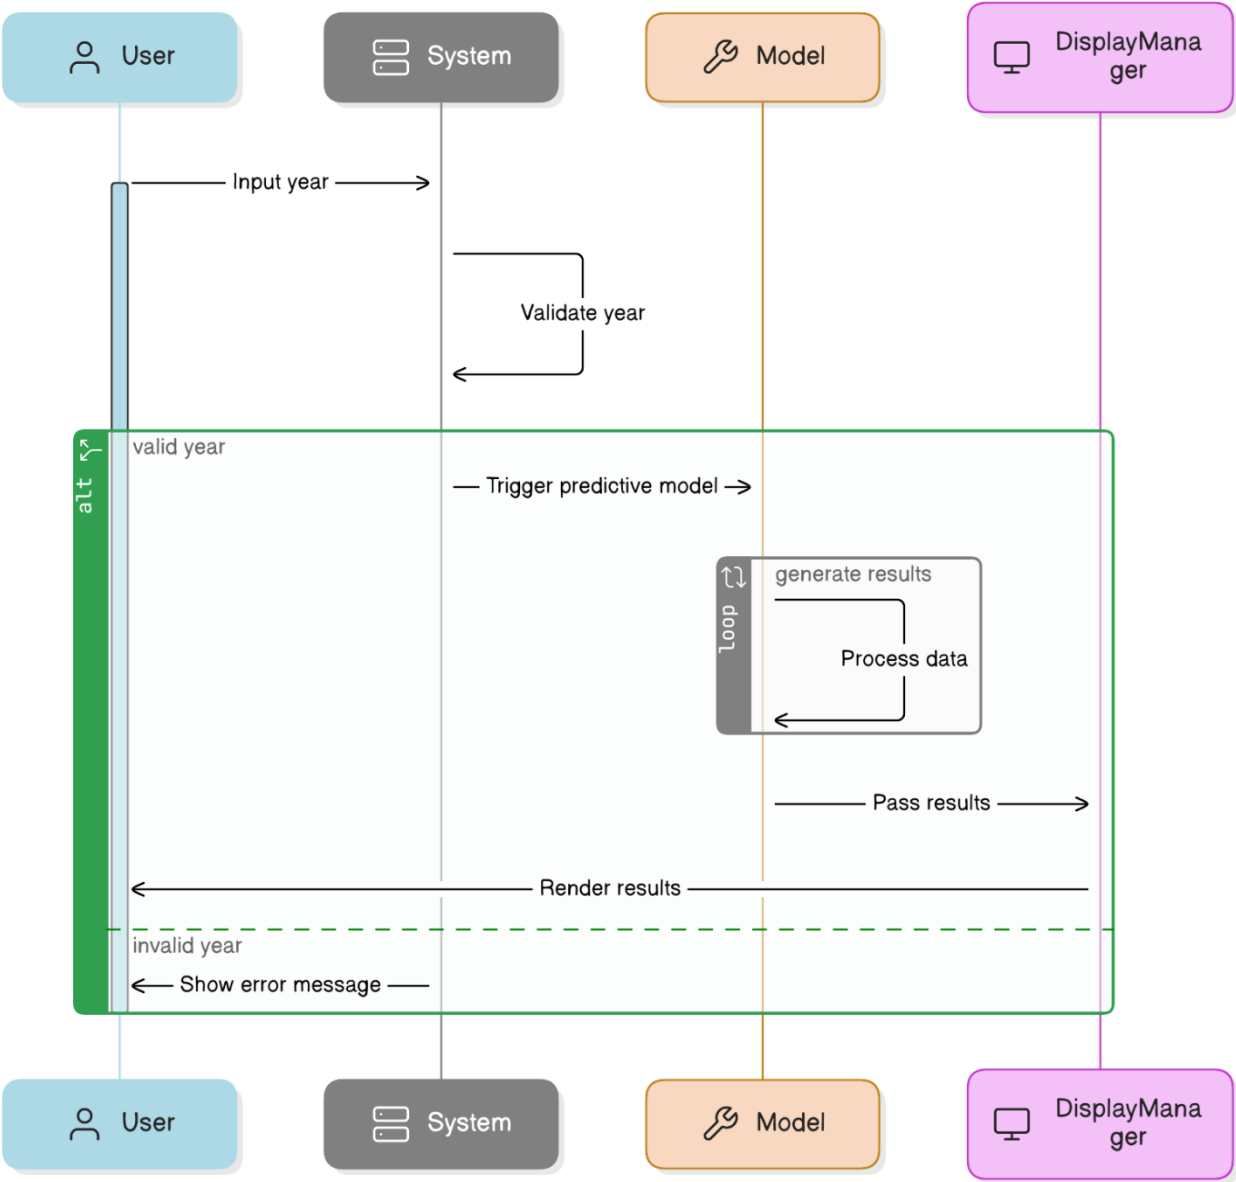 User
System
Model
DisplayMana
ger
Input year
Validate year
alt
valid year
Trigger predictive model
loop
generate results
Process data
Pass results
Render results
invalid year
Show error message
User
System
Model
DisplayMana
ger